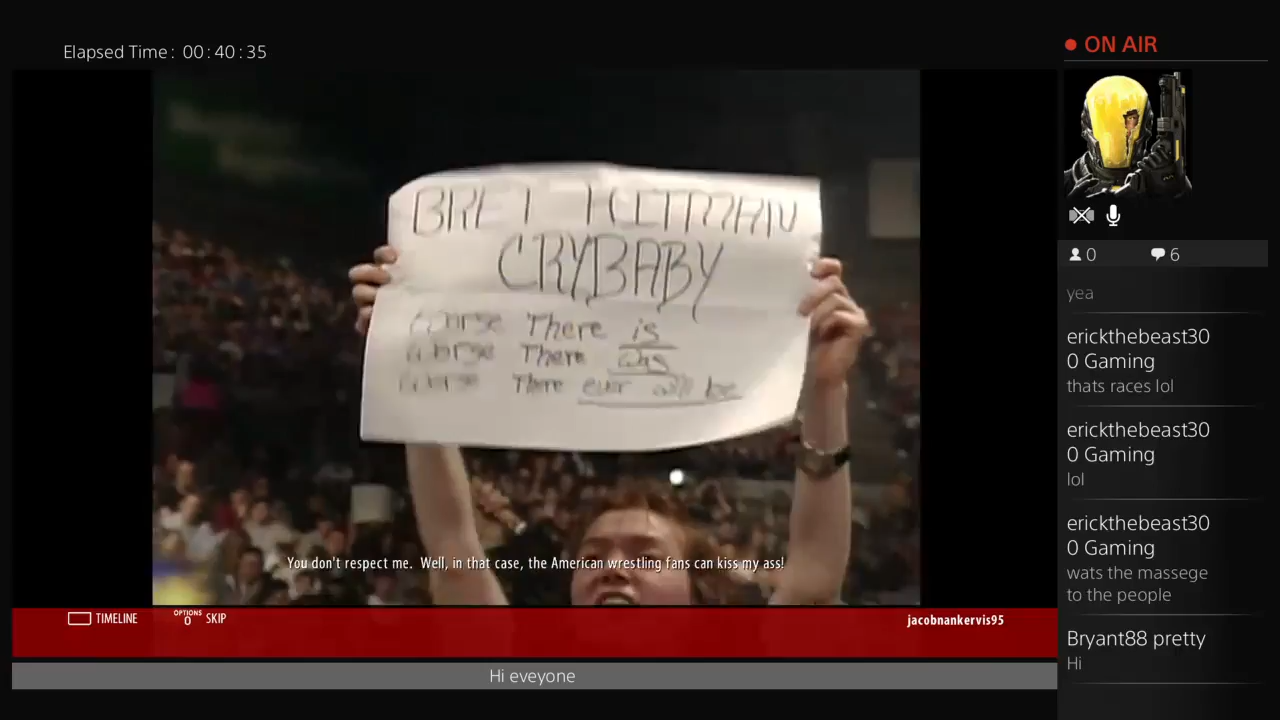 Elapsed Time: 00:40:35
ON AIR
BRET HITMAN
CRYBABY
Worse There is
Worse There was
Worse There ever will be
0
6
yea
erickthebeast30
0 Gaming
thats races lol
erickthebeast30
0 Gaming
lol
erickthebeast30
0 Gaming
wats the massege
to the people
Bryant88 pretty
Hi
You don't respect me. Well, in that case, the American wrestling fans can kiss my ass!
TIMELINE
OPTIONS
SKIP
jacobnankervis95
Hi eveyone